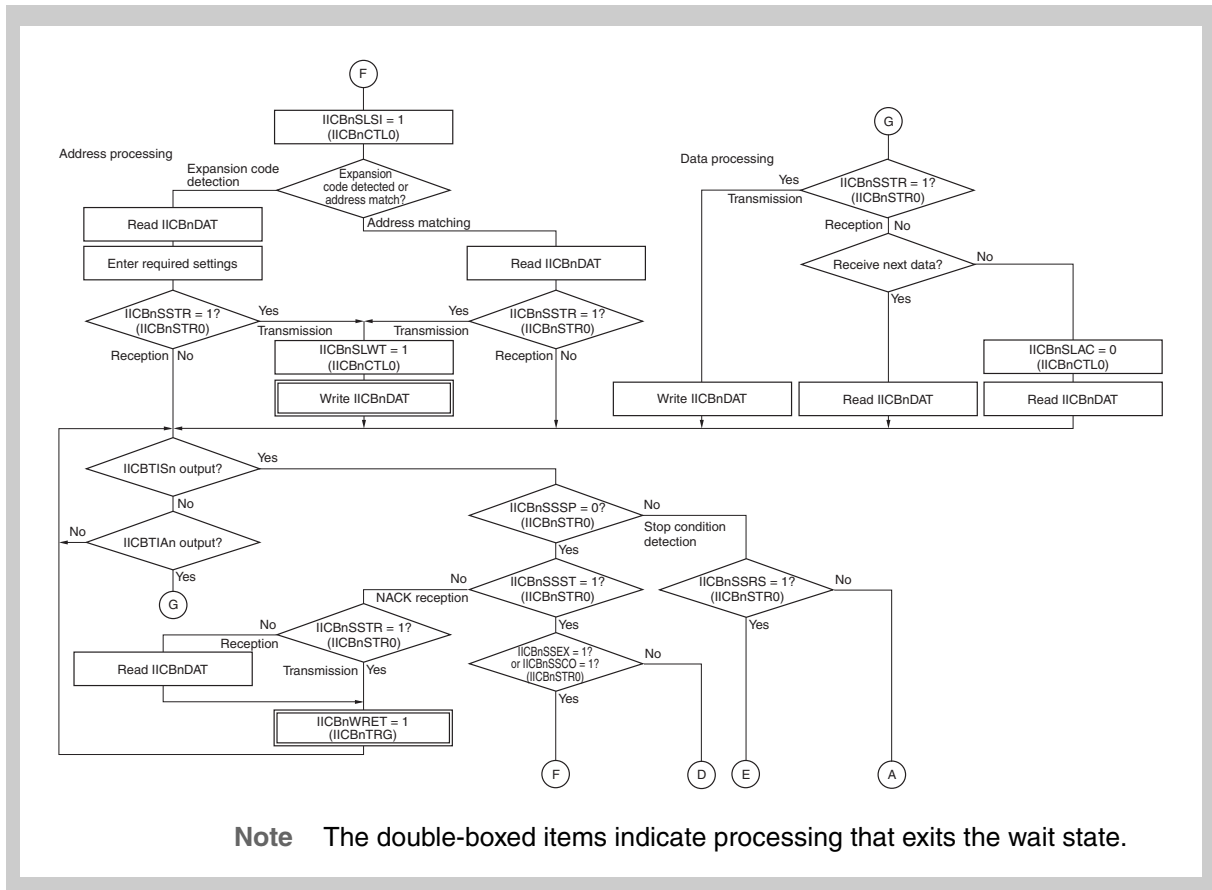 F
IICBnSLSI = 1
(IICBnCTL0)
Address processing
Expansion code
detection
Expansion
code detected or
address match?
Read IICBnDAT
Address matching
Enter required settings
Read IICBnDAT
IICBnSSTR = 1?
(IICBnSTR0)
Yes
Transmission
Reception
No
IICBnSLWT = 1
(IICBnCTL0)
Write IICBnDAT
Yes
Transmission
IICBnSSTR = 1?
(IICBnSTR0)
Reception
No
G
Data processing
Yes
Transmission
IICBnSSTR = 1?
(IICBnSTR0)
Reception
No
Receive next data?
No
Yes
IICBnSLAC = 0
(IICBnCTL0)
Write IICBnDAT
Read IICBnDAT
Read IICBnDAT
IICBTISn output?
Yes
No
IICBTIAn output?
No
Yes
G
IICBnSSSP = 0?
(IICBnSTR0)
No
Stop condition
detection
Yes
IICBnSSST = 1?
(IICBnSTR0)
No
NACK reception
Yes
IICBnSSRS = 1?
(IICBnSTR0)
No
Yes
IICBnSSTR = 1?
(IICBnSTR0)
No
Reception
Read IICBnDAT
Transmission
Yes
IICBnWRET = 1
(IICBnTRG)
IICBnSSEX = 1?
or IICBnSSCO = 1?
(IICBnSTR0)
No
Yes
F
D
E
A
Note The double-boxed items indicate processing that exits the wait state.